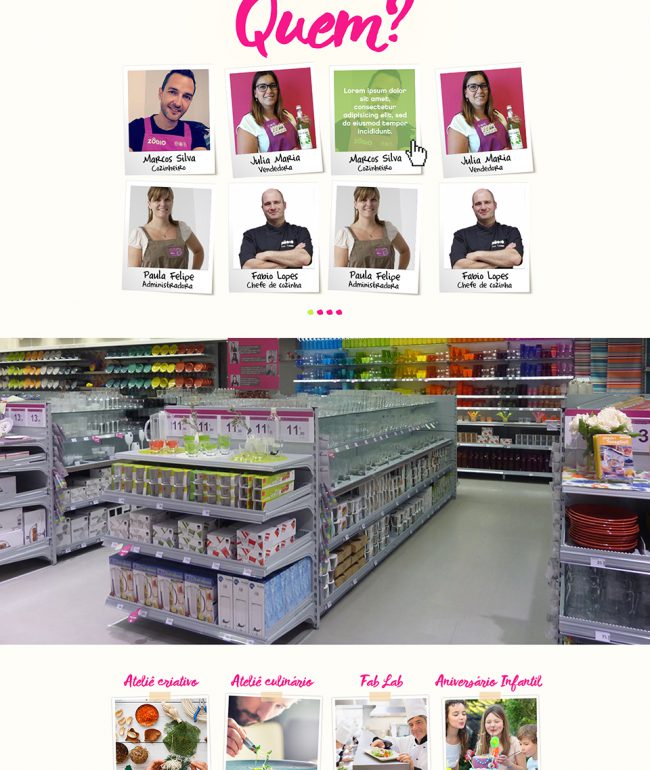 Quem?
Lorem ipsum dolor
sit amet,
consectetur
adipisicing elit, sed
do eiusmod tempor
incididunt.
ZÔDIO
Marcos Silva
Cozinheiro
Julia Maria
Vendedora
Marcos Silva
Cozinheiro
Julia Maria
Vendedora
Paula Felipe
Administradora
Fabio Lopes
Chefe de cozinha
Paula Felipe
Administradora
Fabio Lopes
Chefe de cozinha
Ateliê criativo
Ateliê culinário
Fab Lab
Aniversário Infantil